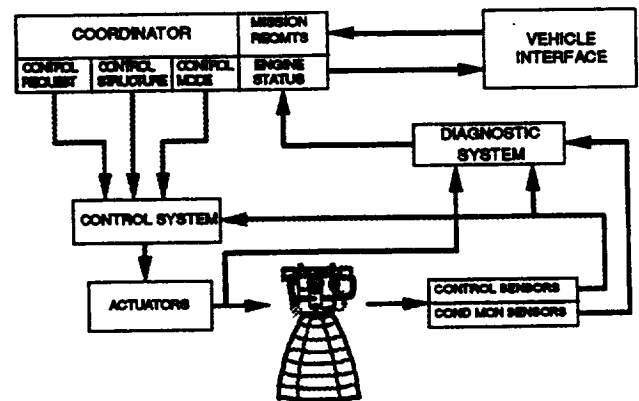 COORDINATOR
MISSION
REQMTS
CONTROL
REQUEST
CONTROL
STRUCTURE
CONTROL
MODE
ENGINE
STATUS
VEHICLE
INTERFACE
DIAGNOSTIC
SYSTEM
CONTROL SYSTEM
ACTUATORS
CONTROL SENSORS
COND MON SENSORS